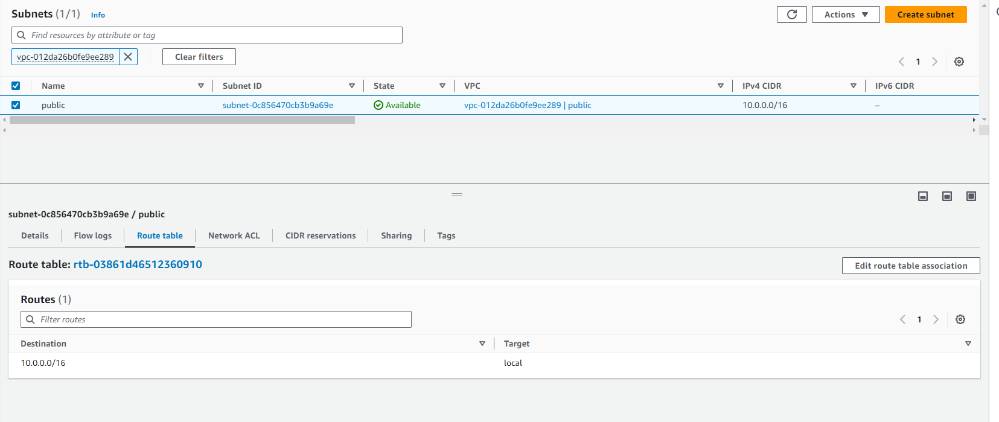 Subnets (1/1) Info
Actions
Create subnet
Find resources by attribute or tag
vpc-012da26b0fe9ee289
Clear filters
1
Name Subnet ID State VPC IPv4 CIDR IPv6 CIDR
public subnet-0c856470cb3b9a69e Available vpc-012da26b0fe9ee289 | public 10.0.0.0/16 –
subnet-0c856470cb3b9a69e / public
Details Flow logs Route table Network ACL CIDR reservations Sharing Tags
Route table: rtb-03861d46512360910
Edit route table association
Routes (1)
Filter routes
1
Destination Target
10.0.0.0/16 local